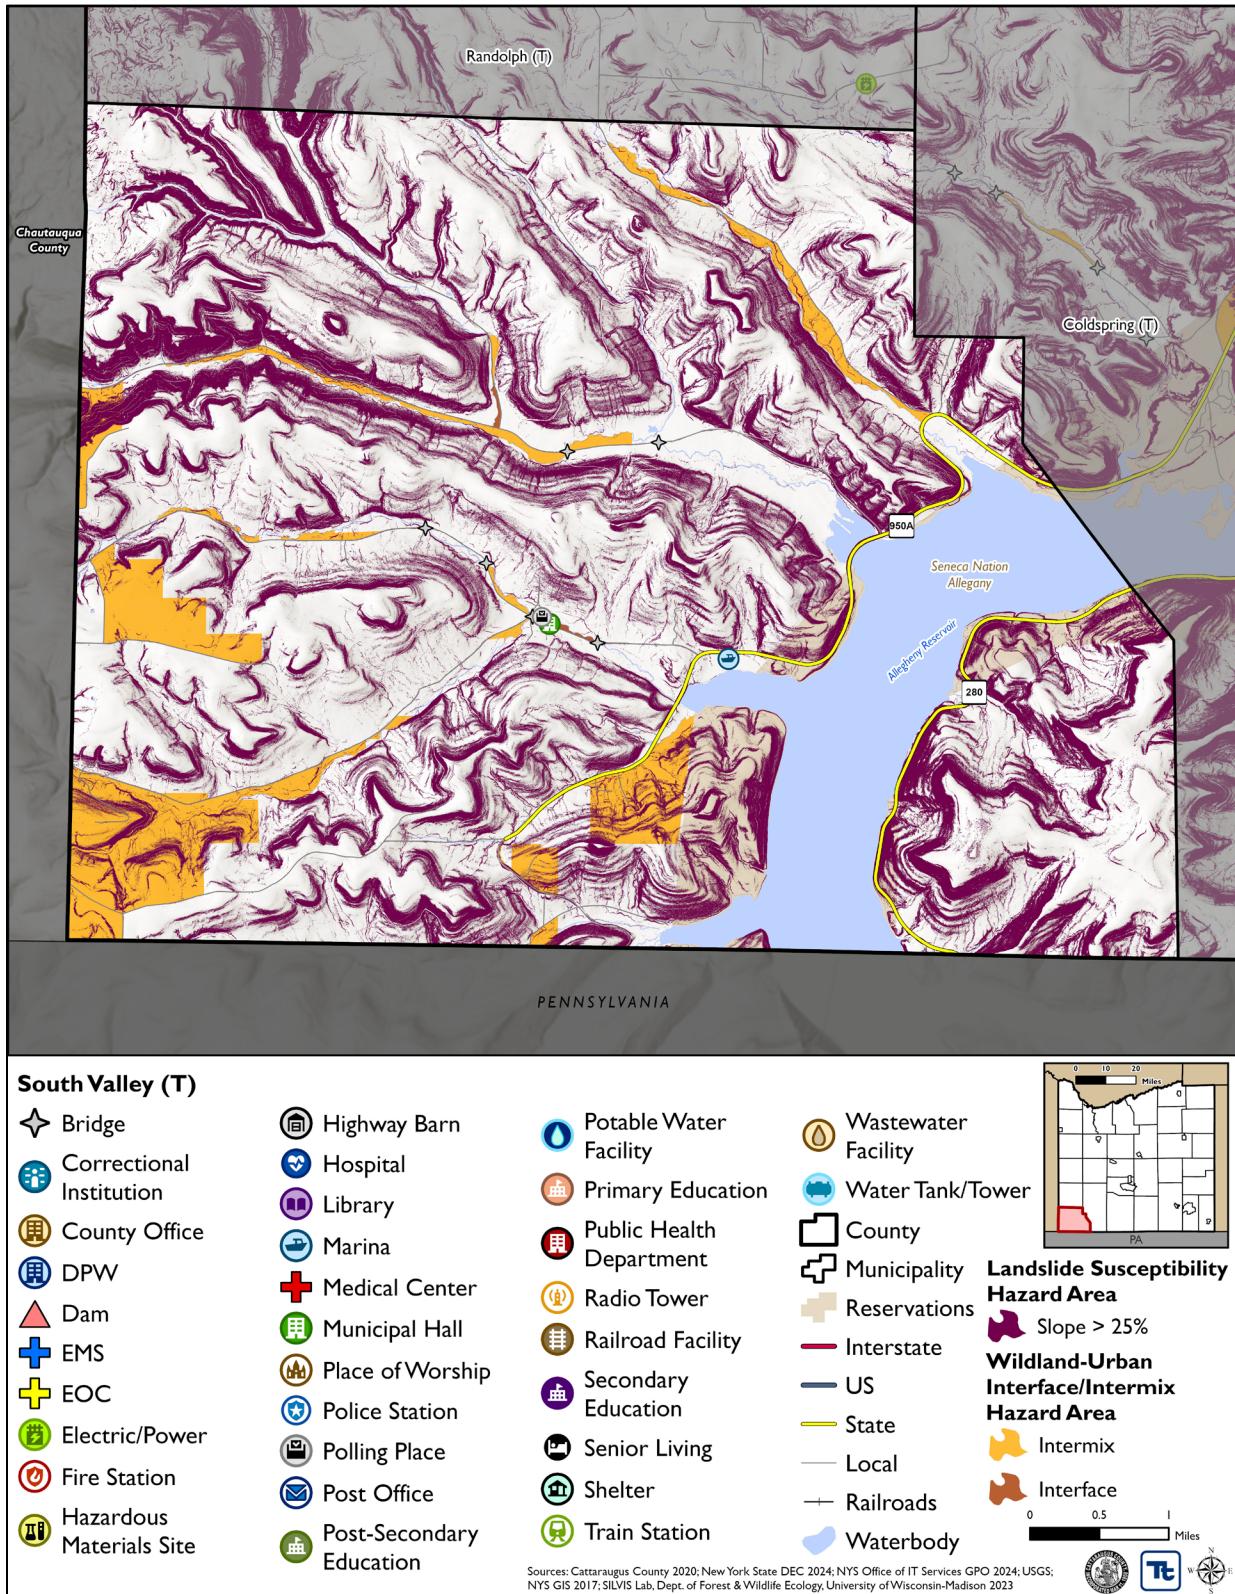 Randolph (T)
Chautauqua
County
Coldspring (T)
950A
Seneca Nation
Allegany
Allegheny Reservoir
280
PENNSYLVANIA
South Valley (T)
Bridge
Correctional
Institution
County Office
DPW
Dam
EMS
EOC
Electric/Power
Fire Station
Hazardous
Materials Site
Highway Barn
Hospital
Library
Marina
Medical Center
Municipal Hall
Place of Worship
Police Station
Polling Place
Post Office
Post-Secondary
Education
Potable Water
Facility
Primary Education
Public Health
Department
Radio Tower
Railroad Facility
Secondary
Education
Senior Living
Shelter
Train Station
Wastewater
Facility
Water Tank/Tower
County
Municipality
Reservations
Interstate
US
State
Local
Railroads
Waterbody
0 10 20
Miles
PA
Landslide Susceptibility
Hazard Area
Slope > 25%
Wildland-Urban
Interface/Intermix
Hazard Area
Intermix
Interface
0 0.5 1
Miles
Tt
N
W E
S
Sources: Cattaraugus County 2020; New York State DEC 2024; NYS Office of IT Services GPO 2024; USGS;
NYS GIS 2017; SILVIS Lab, Dept. of Forest & Wildlife Ecology, University of Wisconsin-Madison 2023